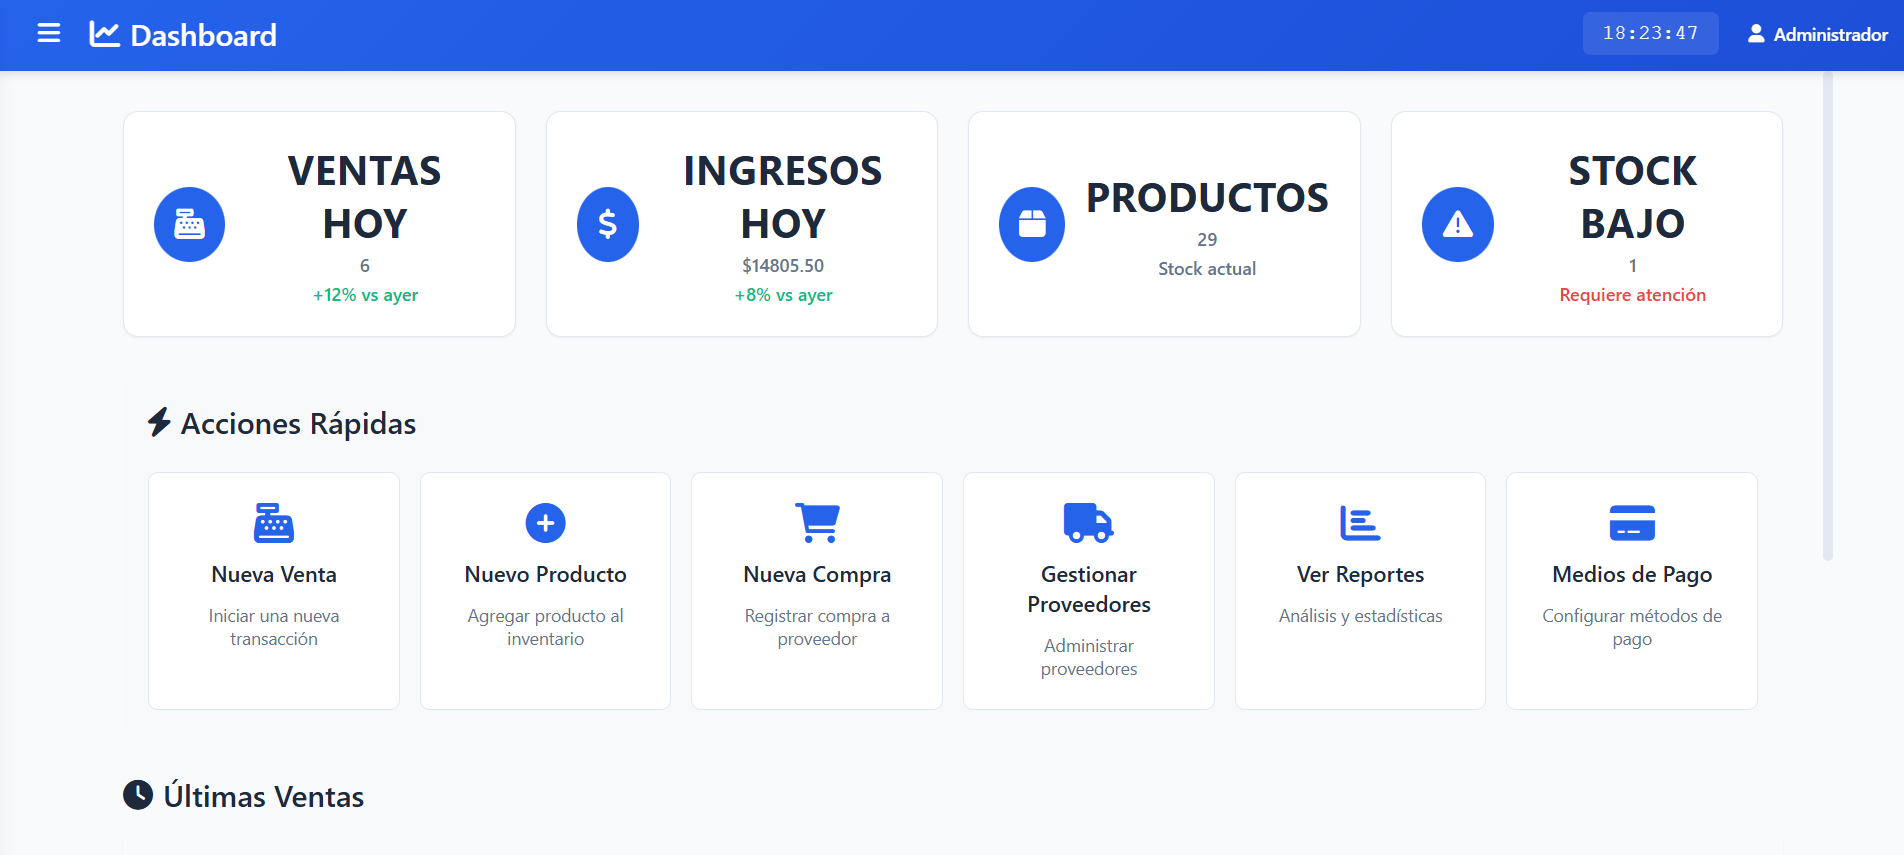 Dashboard
18:23:47
Administrador
VENTAS
HOY
6
+12% vs ayer
INGRESOS
HOY
$14805.50
+8% vs ayer
PRODUCTOS
29
Stock actual
STOCK
BAJO
1
Requiere atención
Acciones Rápidas
Nueva Venta
Iniciar una nueva
transacción
Nuevo Producto
Agregar producto al
inventario
Nueva Compra
Registrar compra a
proveedor
Gestionar
Proveedores
Administrar
proveedores
Ver Reportes
Análisis y estadísticas
Medios de Pago
Configurar métodos de
pago
Últimas Ventas